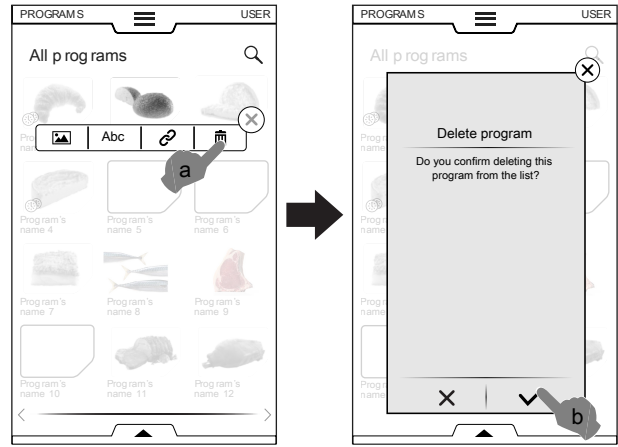 PROGRAMS USER
All programs
Abc
a
Program's name 4
Program's name 5
Program's name 6
Program's name 7
Program's name 8
Program's name 9
Program's name 10
Program's name 11
Program's name 12
PROGRAMS USER
All programs
Delete program
Do you confirm deleting this
program from the list?
b